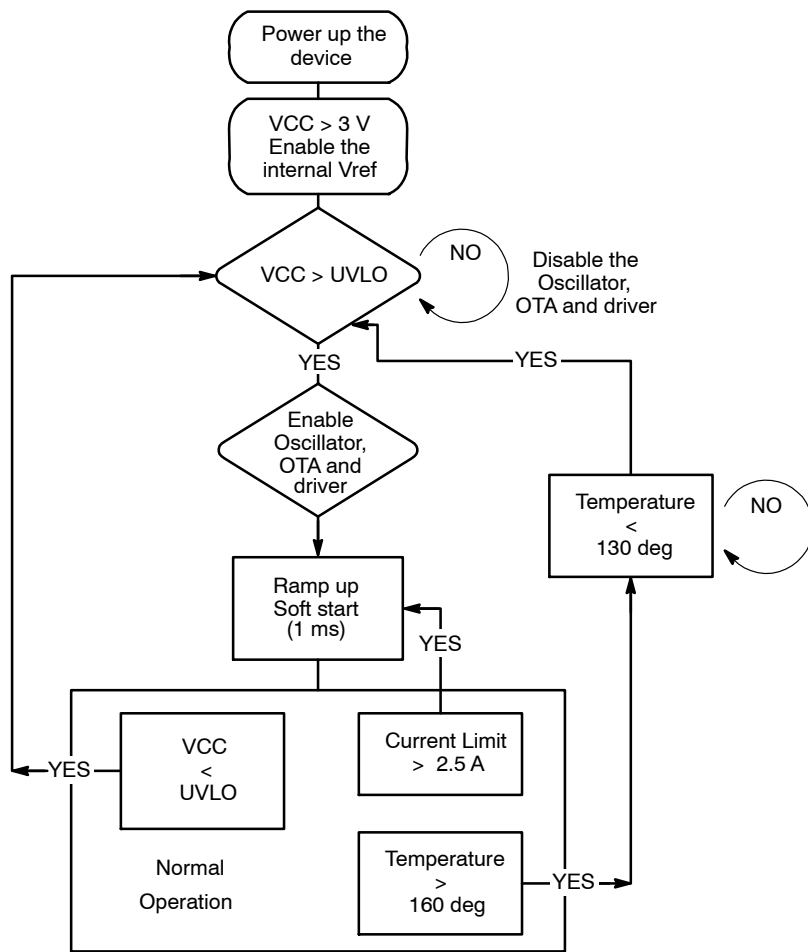 Power up the
device
VCC > 3 V
Enable the
internal Vref
VCC > UVLO
NO
Disable the
Oscillator,
OTA and driver
YES
YES
Enable
Oscillator,
OTA and
driver
Temperature
<
130 deg
NO
Ramp up
Soft start
(1 ms)
YES
VCC
<
UVLO
YES
Current Limit
> 2.5 A
Normal
Operation
Temperature
>
160 deg
YES